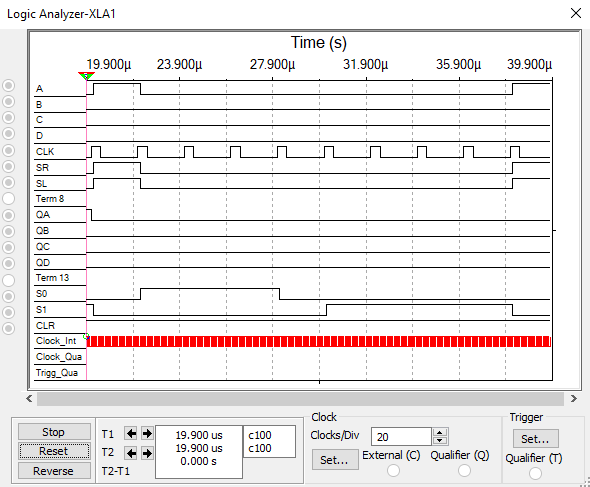 Logic Analyzer-XLA1
Time (s)
19.900µ 23.900µ 27.900µ 31.900µ 35.900µ 39.900µ
A
B
C
D
CLK
SR
SL
Term 8
QA
QB
QC
QD
Term 13
S0
S1
CLR
Clock_Int
Clock_Qua
Trigg_Qua
Stop
Reset
Reverse
T1
T2
T2-T1
19.900 us
19.900 us
0.000 s
c100
c100
Clock
Clocks/Div 20
Set...
External (C)
Qualifier (Q)
Trigger
Set...
Qualifier (T)